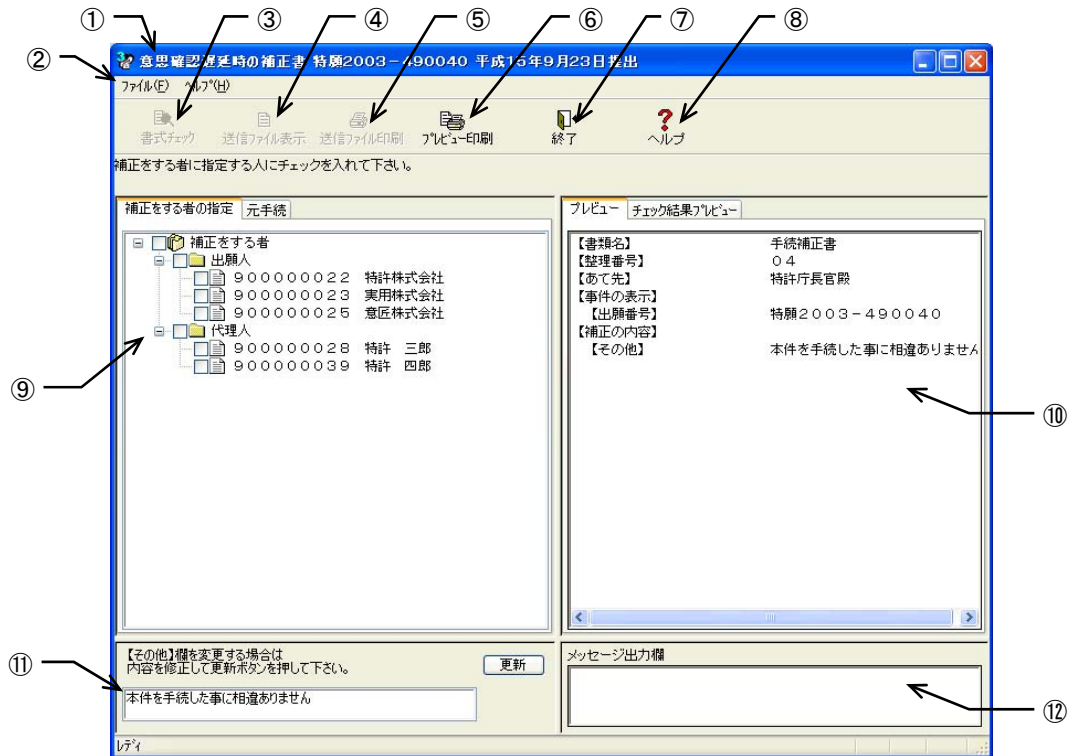 ① ③ ④ ⑤ ⑥ ⑦ ⑧
②
意思確認遅延時の補正書 特願2003-490040 平成15年9月23日提出
ファイル(F) ヘルプ(H)
書式チェック 送信ファイル表示 送信ファイル印刷 プレビュー印刷 終了 ヘルプ
補正をする者に指定する人にチェックを入れて下さい。
補正をする者の指定 元手続
補正をする者
出願人
900000022 特許株式会社
900000023 実用株式会社
900000025 意匠株式会社
代理人
900000028 特許 三郎
900000039 特許 四郎
⑨
プレビュー チェック結果プレビュー
【書類名】 手続補正書
【整理番号】 04
【あて先】 特許庁長官殿
【事件の表示】
【出願番号】 特願2003-490040
【補正の内容】
【その他】 本件を手続した事に相違ありません
⑩
⑪
【その他】欄を変更する場合は
内容を修正して更新ボタンを押して下さい。
更新
本件を手続した事に相違ありません
メッセージ出力欄
⑫
レディ